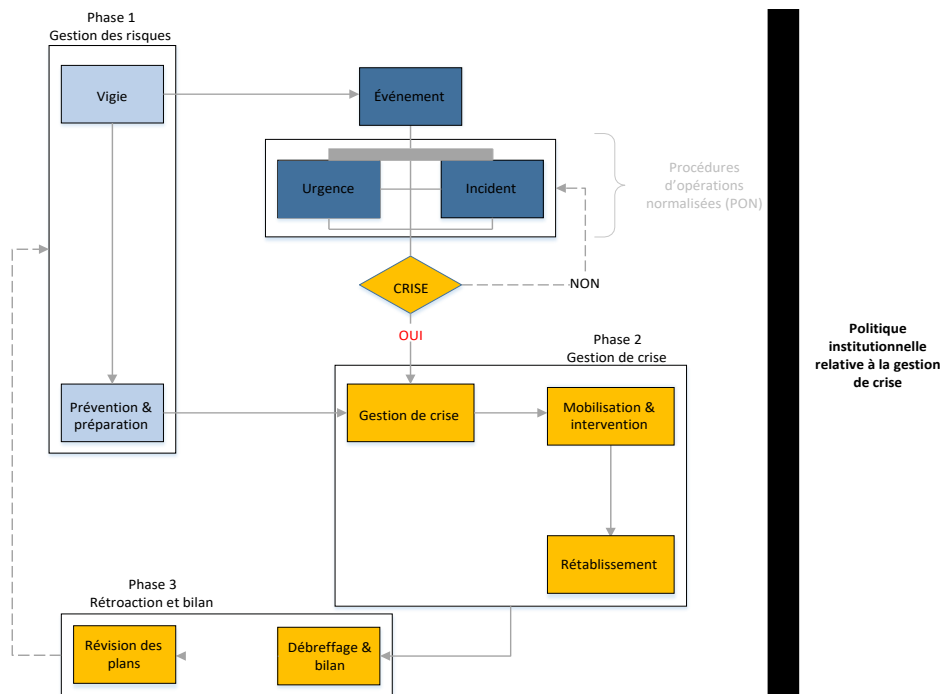 Phase 1
Gestion des risques
Vigie
Événement
Urgence
Incident
Procédures
d'opérations
normalisées (PON)
CRISE
NON
OUI
Politique
institutionnelle
relative à la gestion
de crise
Phase 2
Gestion de crise
Prévention &
préparation
Gestion de crise
Mobilisation &
intervention
Rétablissement
Phase 3
Rétroaction et bilan
Révision des
plans
Débreffage &
bilan